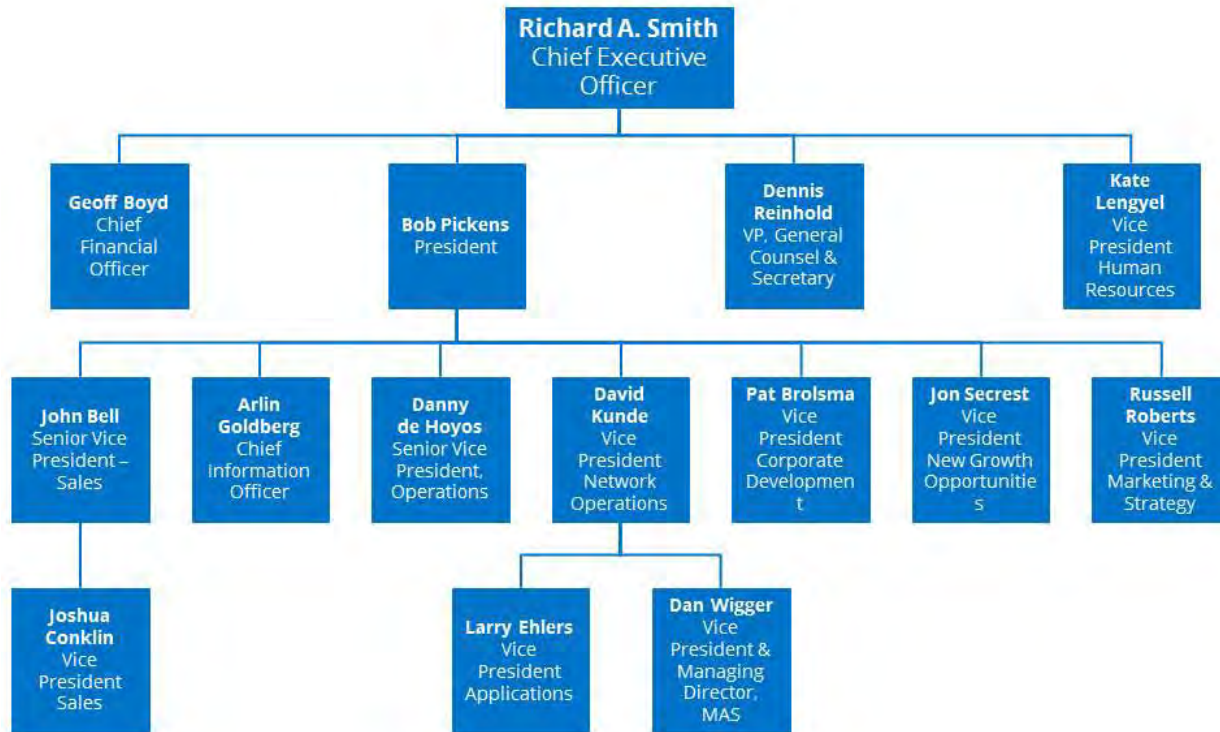 Richard A. Smith
Chief Executive
Officer
Geoff Boyd
Chief
Financial
Officer
Bob Pickens
President
Dennis
Reinhold
VP, General
Counsel &
Secretary
Kate
Lengyel
Vice
President
Human
Resources
John Bell
Senior Vice
President –
Sales
Arlin
Goldberg
Chief
Information
Officer
Danny
de Hoyos
Senior Vice
President,
Operations
David
Kunde
Vice
President
Network
Operations
Pat Brolsma
Vice
President
Corporate
Developmen
t
Jon Secrest
Vice
President
New Growth
Opportunitie
s
Russell
Roberts
Vice
President
Marketing &
Strategy
Joshua
Conklin
Vice
President
Sales
Larry Ehlers
Vice
President
Applications
Dan Wigger
Vice
President &
Managing
Director,
MAS